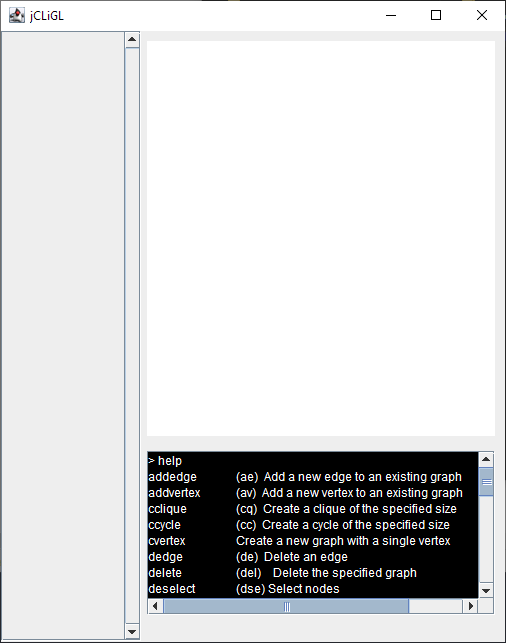 jCLiGL
> help
addedge (ae) Add a new edge to an existing graph
addvertex (av) Add a new vertex to an existing graph
cclique (cq) Create a clique of the specified size
ccycle (cc) Create a cycle of the specified size
cvertex Create a new graph with a single vertex
dedge (de) Delete an edge
delete (del) Delete the specified graph
deselect (dse) Select nodes